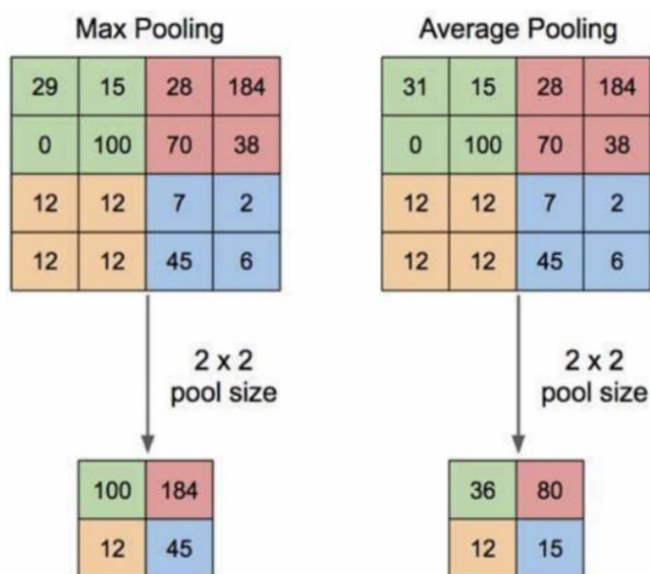 Max Pooling
29 15 28 184
0 100 70 38
12 12 7 2
12 12 45 6
2 x 2
pool size
100 184
12 45
Average Pooling
31 15 28 184
0 100 70 38
12 12 7 2
12 12 45 6
2 x 2
pool size
36 80
12 15